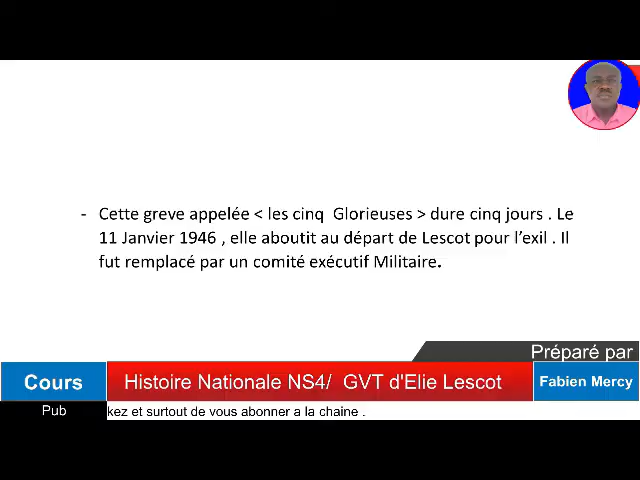 - Cette greve appelée < les cinq Glorieuses > dure cinq jours . Le
11 Janvier 1946 , elle aboutit au départ de Lescot pour l'exil . Il
fut remplacé par un comité exécutif Militaire.
Préparé par
Cours
Histoire Nationale NS4/ GVT d'Elie Lescot
Fabien Mercy
Pub
kez et surtout de vous abonner a la chaine .